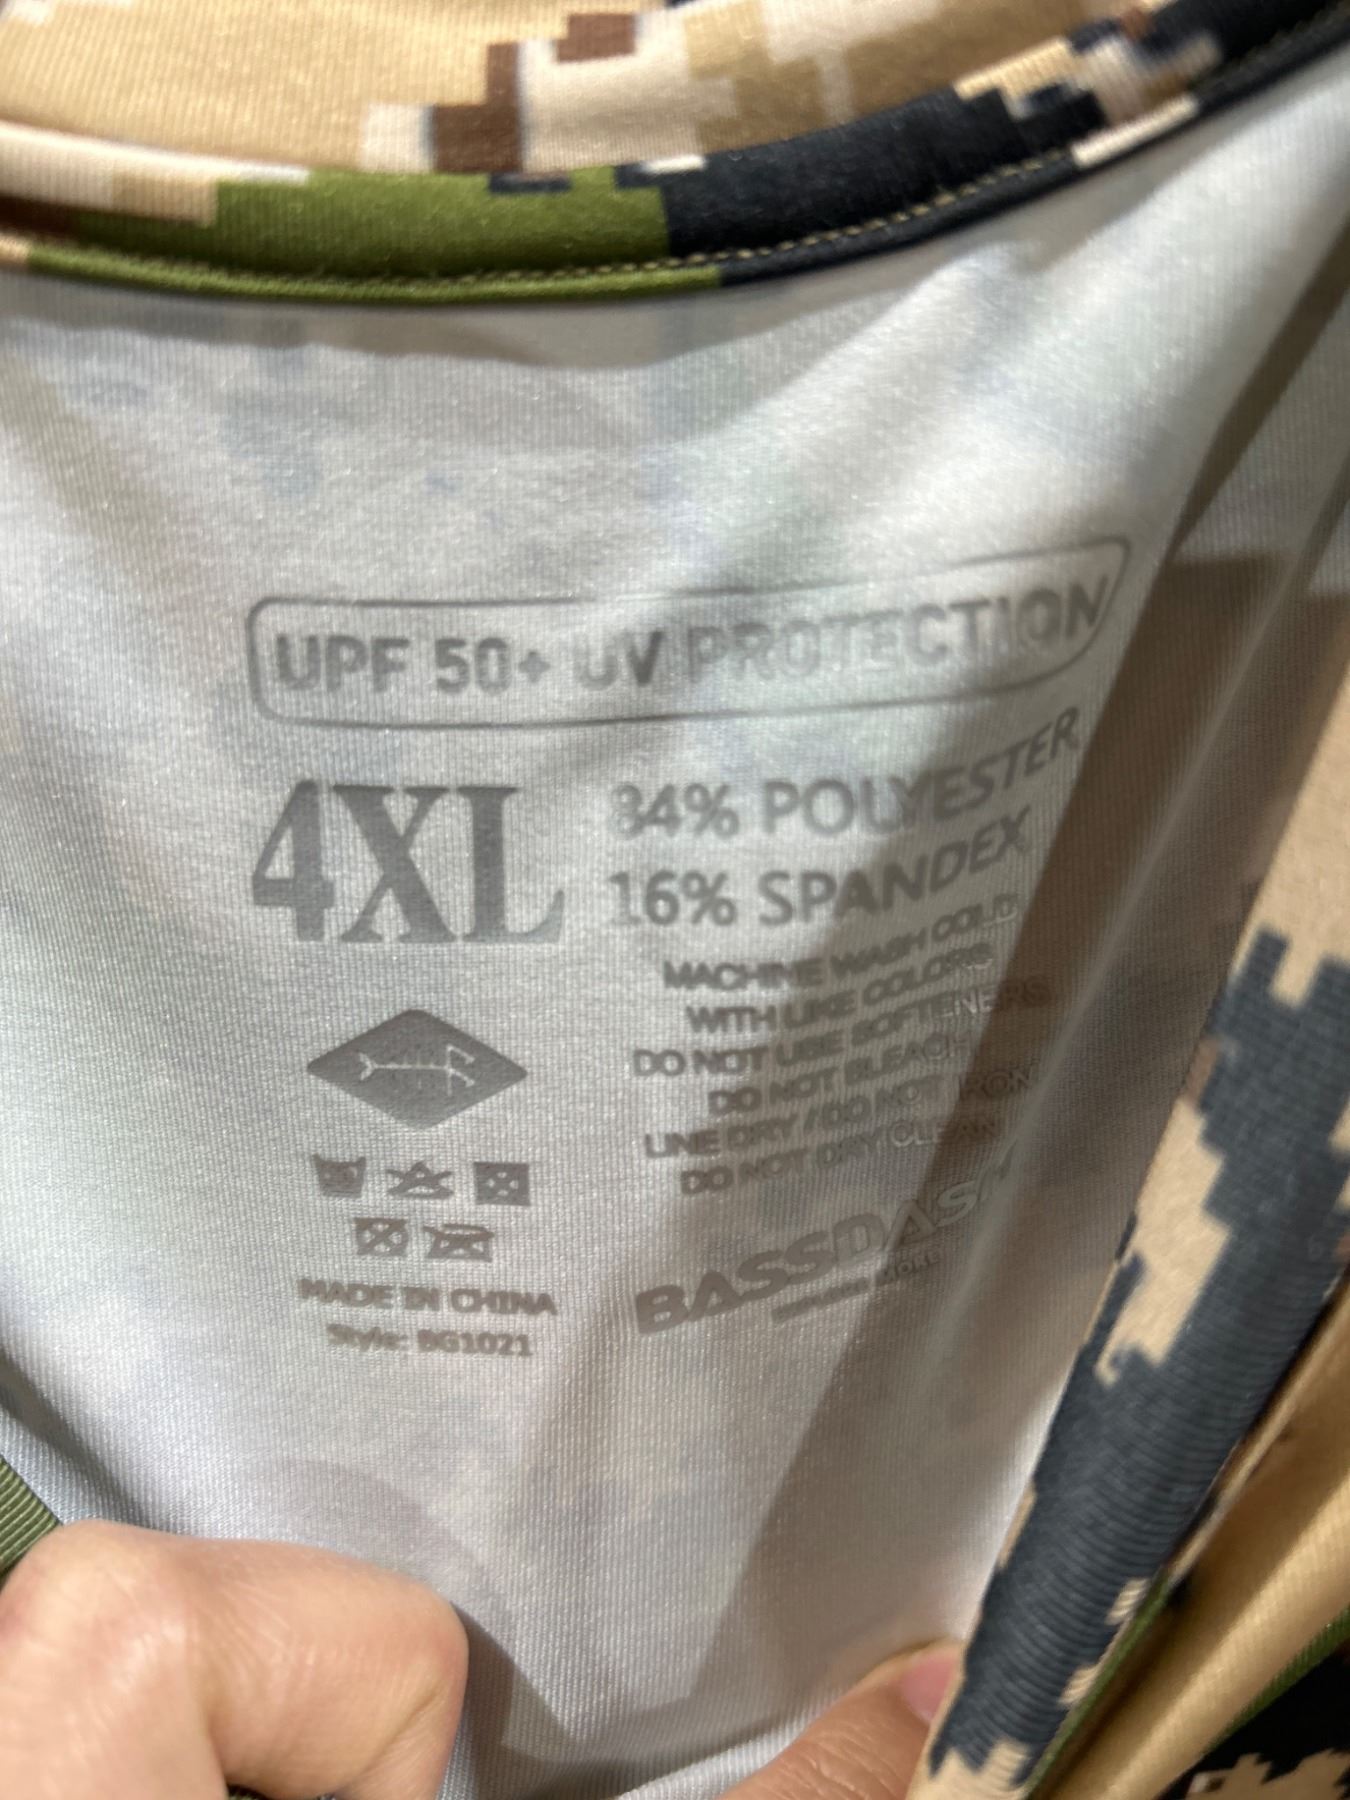 UPF 50+ UV PROTECTION
4XL
84% POLYESTER
16% SPANDEX
MACHINE WASH COLD
WITH LIKE COLORS
DO NOT USE SOFTENERS
DO NOT BLEACH
LINE DRY / DO NOT IRON
DO NOT DRY CLEAN
MADE IN CHINA
Style: BG1021
BASSDASH
MORE